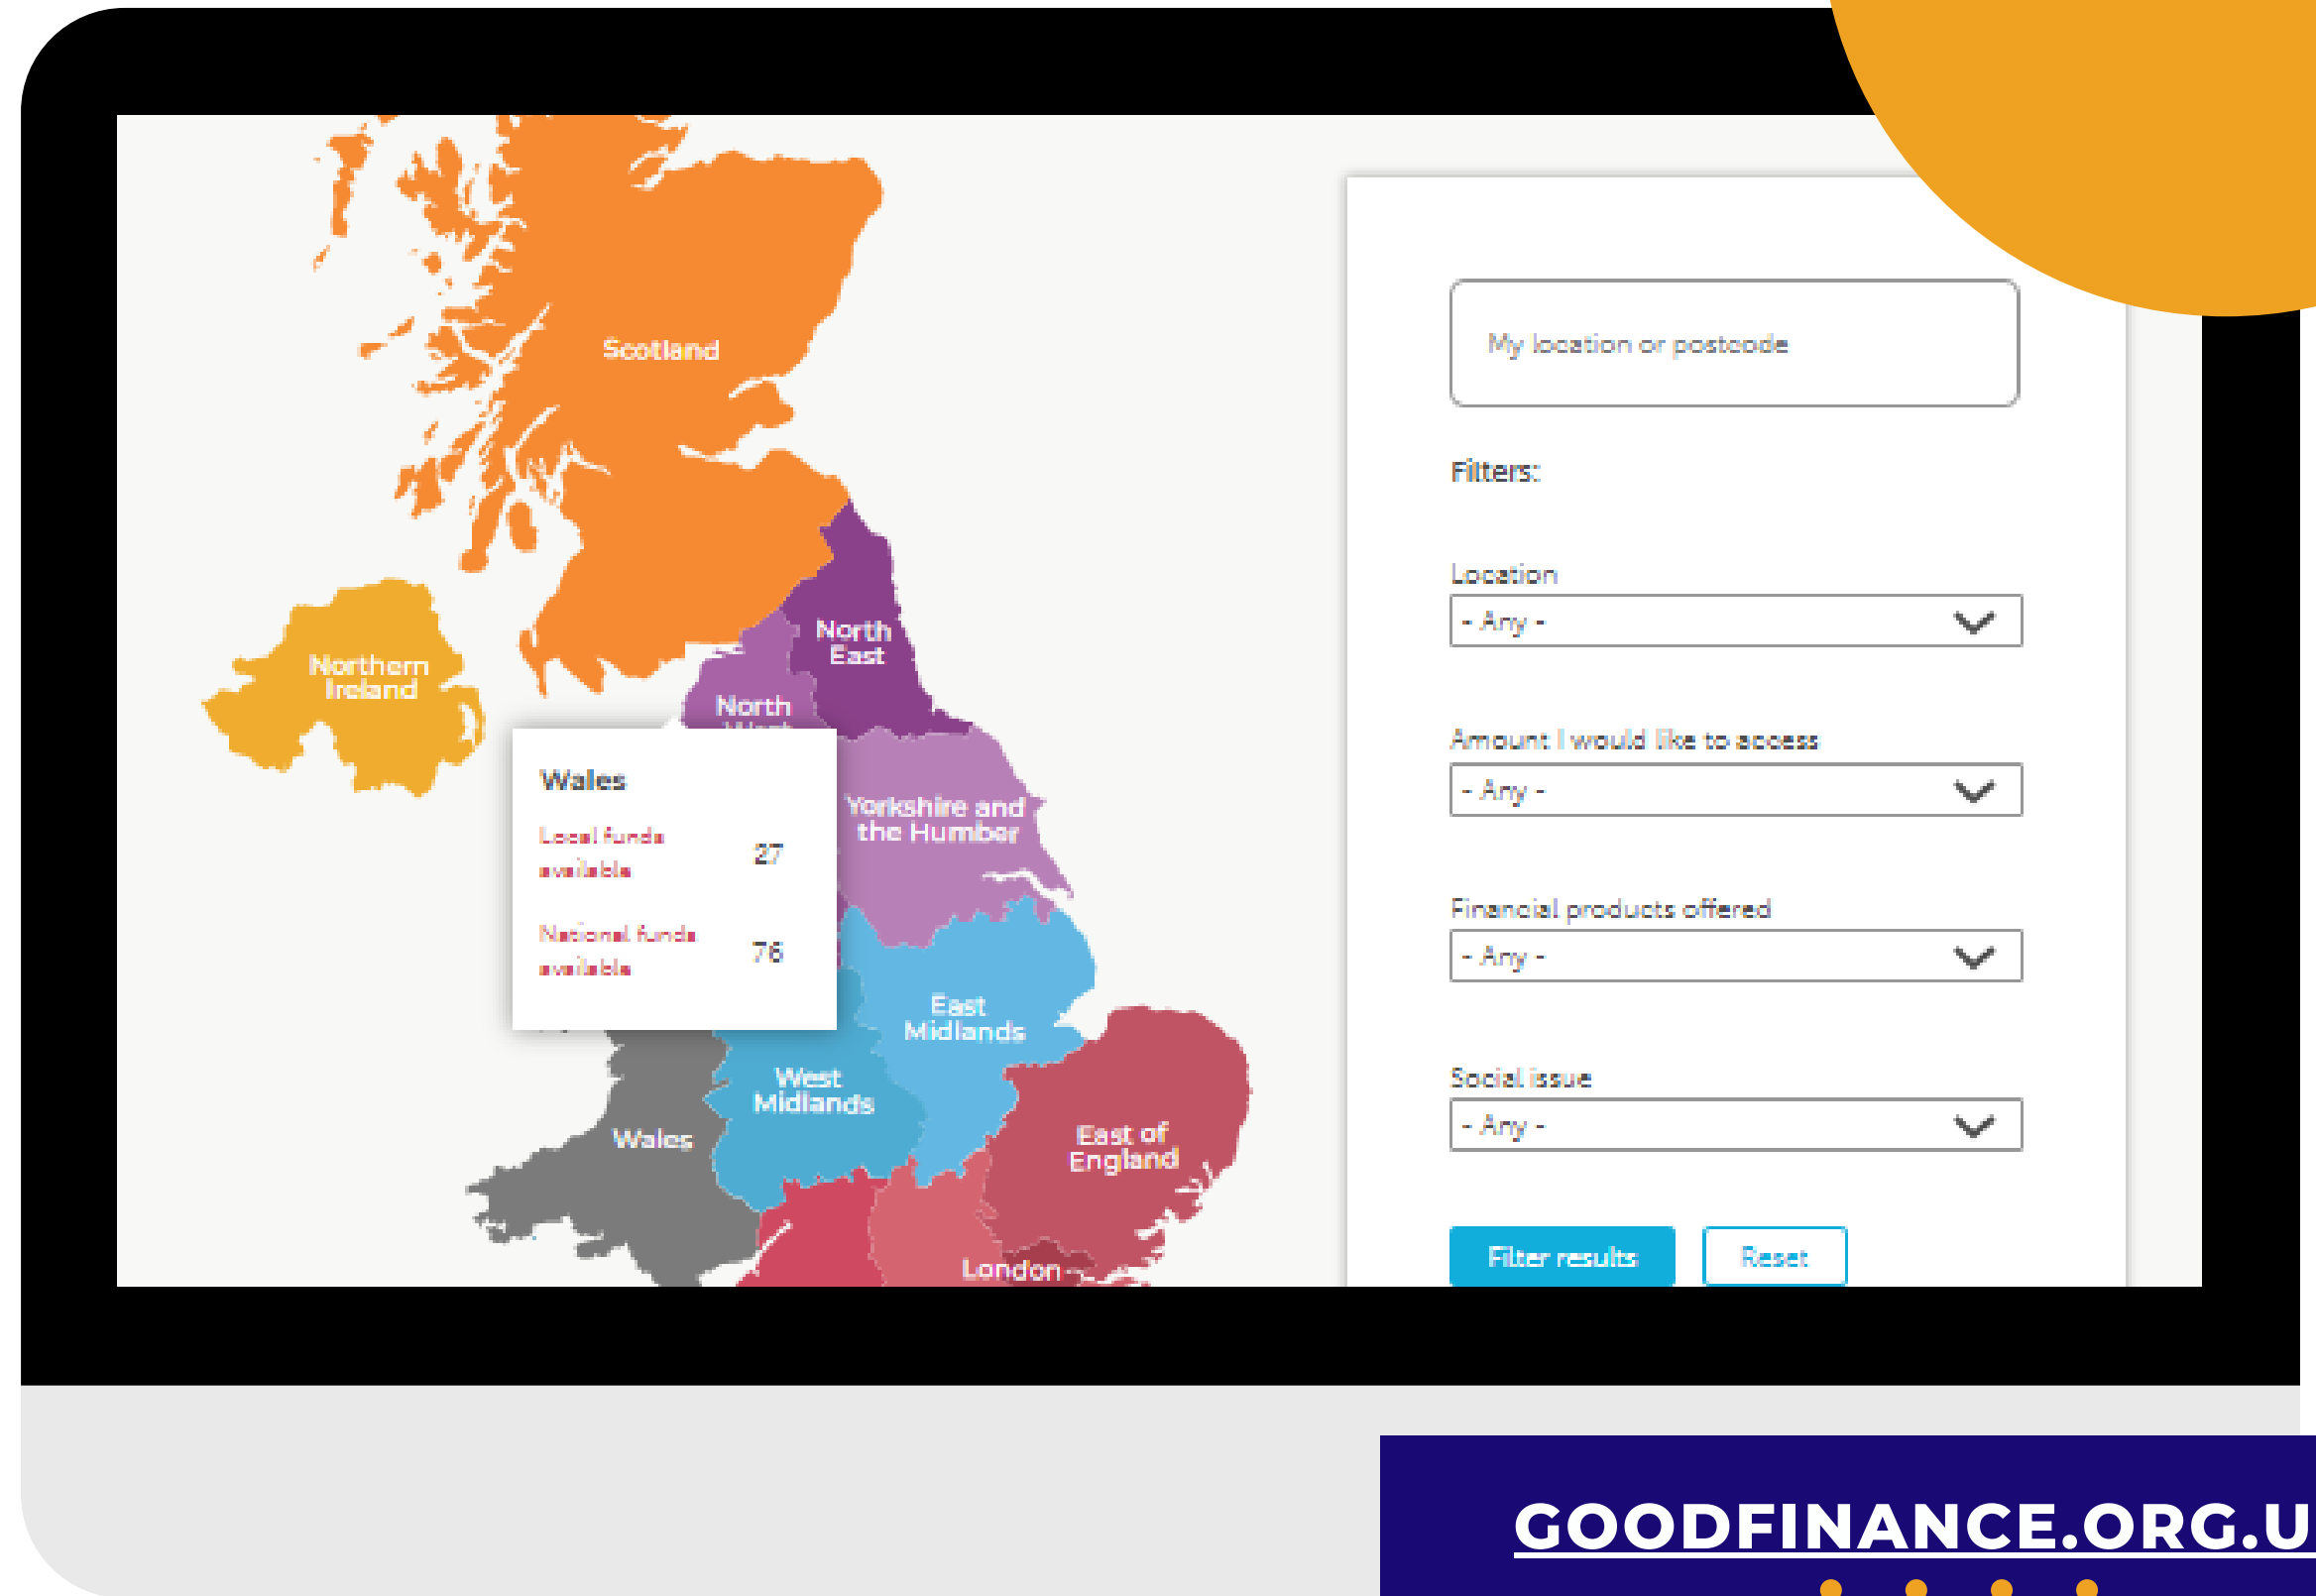 Scotland
North
East
Northern
Ireland
North
Wales
Local funds
available
27
National funds
available
76
Yorkshire and
the Humber
East
Midlands
West
Midlands
Wales
East of
England
London
My location or postcode
Filters:
Location
- Any -
Amount I would like to access
- Any -
Financial products offered
- Any -
Social issue
- Any -
Filter results
Reset
GOODFINANCE.ORG.U